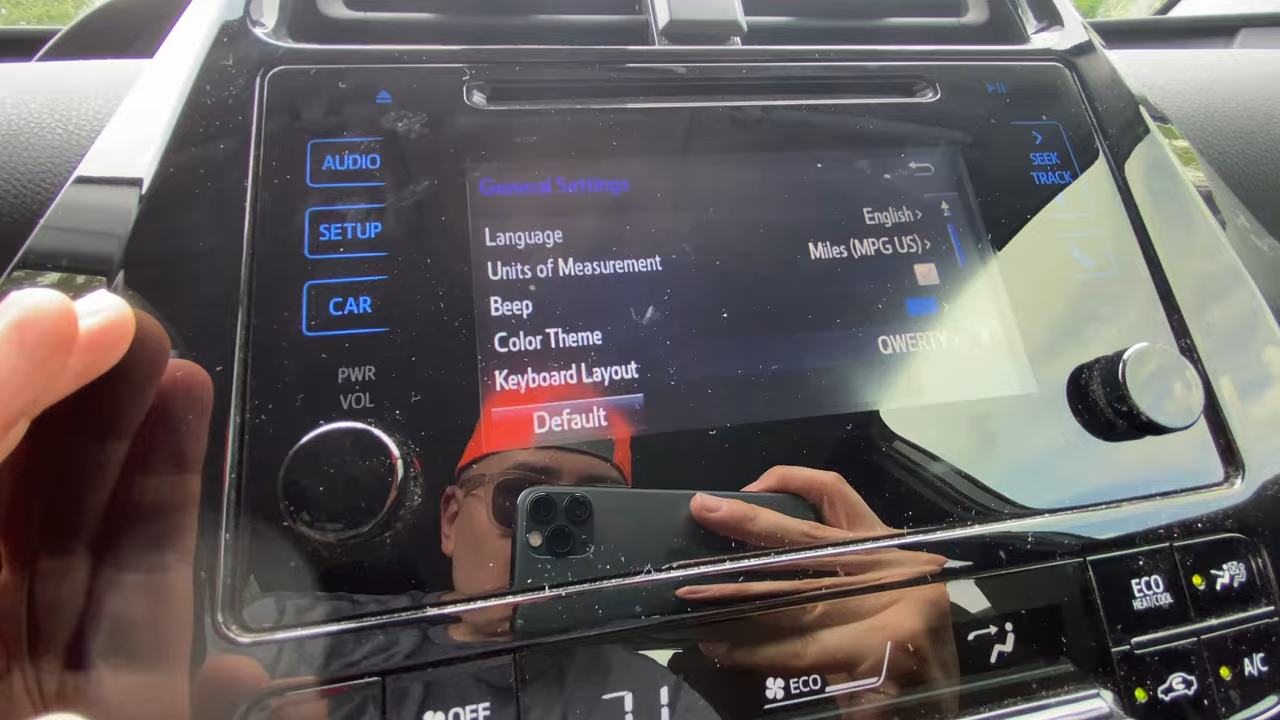 AUDIO
SETUP
CAR
PWR
VOL
General Settings
Language English
Units of Measurement Miles (MPG US)
Beep
Color Theme
Keyboard Layout QWERTY
Default
SEEK
TRACK
ECO
HEAT/COOL
A/C
ECO
OFF
71